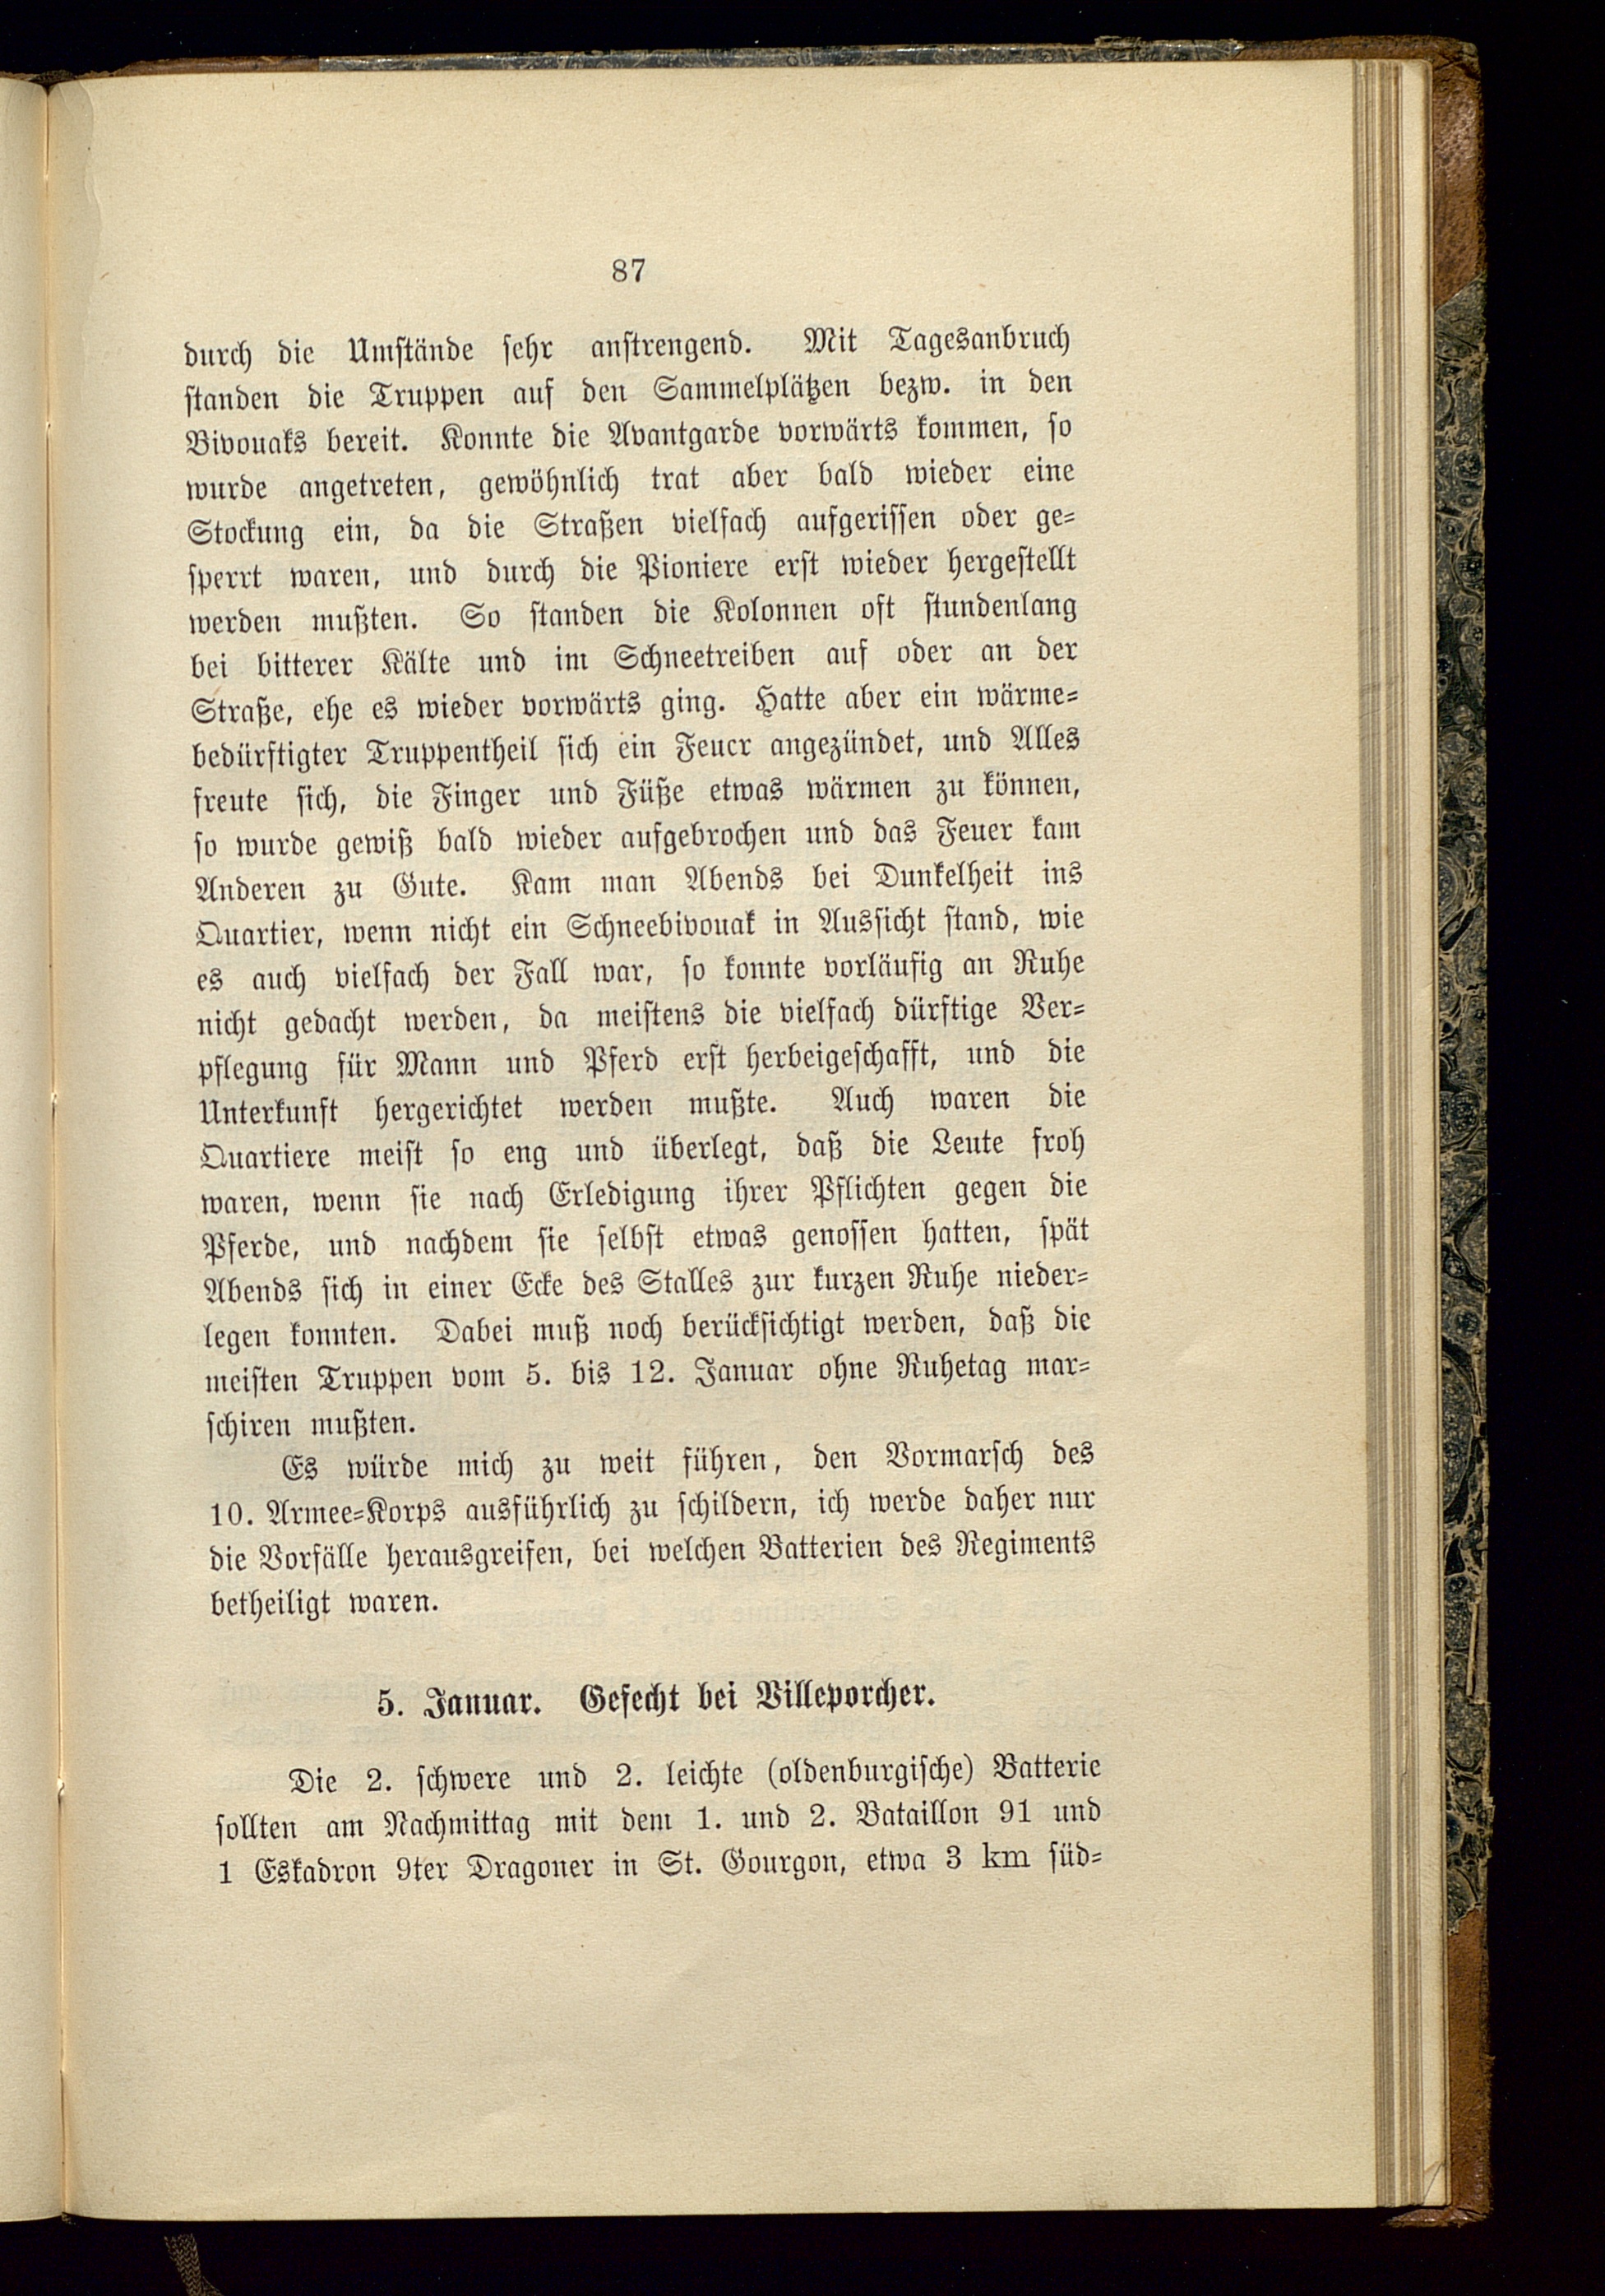 87
durch die Umstände sehr anstrengend. Mit Tagesanbruch
standen die Truppen auf den Sammelplätzen bezw. in den
Bivouaks bereit. Konnte die Avantgarde vorwärts kommen, so
wurde angetreten, gewöhnlich trat aber bald wieder eine
Stockung ein, da die Straßen vielfach aufgerissen oder ge-
sperrt waren, und durch die Pioniere erst wieder hergestellt
werden mußten. So standen die Kolonnen oft stundenlang
bei bitterer Kälte und im Schneetreiben auf oder an der
Straße, ehe es wieder vorwärts ging. Hatte aber ein wärme-
bedürftigter Truppentheil sich ein Feuer angezündet, und Alles
freute sich, die Finger und Füße etwas wärmen zu können,
so wurde gewiß bald wieder aufgebrochen und das Feuer kam
Anderen zu Gute. Kam man Abends bei Dunkelheit ins
Quartier, wenn nicht ein Schneebivouak in Aussicht stand, wie
es auch vielfach der Fall war, so konnte vorläufig an Ruhe
nicht gedacht werden, da meistens die vielfach dürftige Ver-
pflegung für Mann und Pferd erst herbeigeschafft, und die
Unterkunft hergerichtet werden mußte. Auch waren die
Quartiere meist so eng und überlegt, daß die Leute froh
waren, wenn sie nach Erledigung ihrer Pflichten gegen die
Pferde, und nachdem sie selbst etwas genossen hatten, spät
Abends sich in einer Ecke des Stalles zur kurzen Ruhe nieder-
legen konnten. Dabei muß noch berücksichtigt werden, daß die
meisten Truppen vom 5. bis 12. Januar ohne Ruhetag mar-
schiren mußten.
Es würde mich zu weit führen, den Vormarsch des
10. Armee-Korps ausführlich zu schildern, ich werde daher nur
die Vorfälle herausgreifen, bei welchen Batterien des Regiments
betheiligt waren.
5. Januar. Gefecht bei Villeporcher.
Die 2. schwere und 2. leichte (oldenburgische) Batterie
sollten am Nachmittag mit dem 1. und 2. Bataillon 91 und
1 Eskadron 9ter Dragoner in St. Gourgon, etwa 3 km süd-